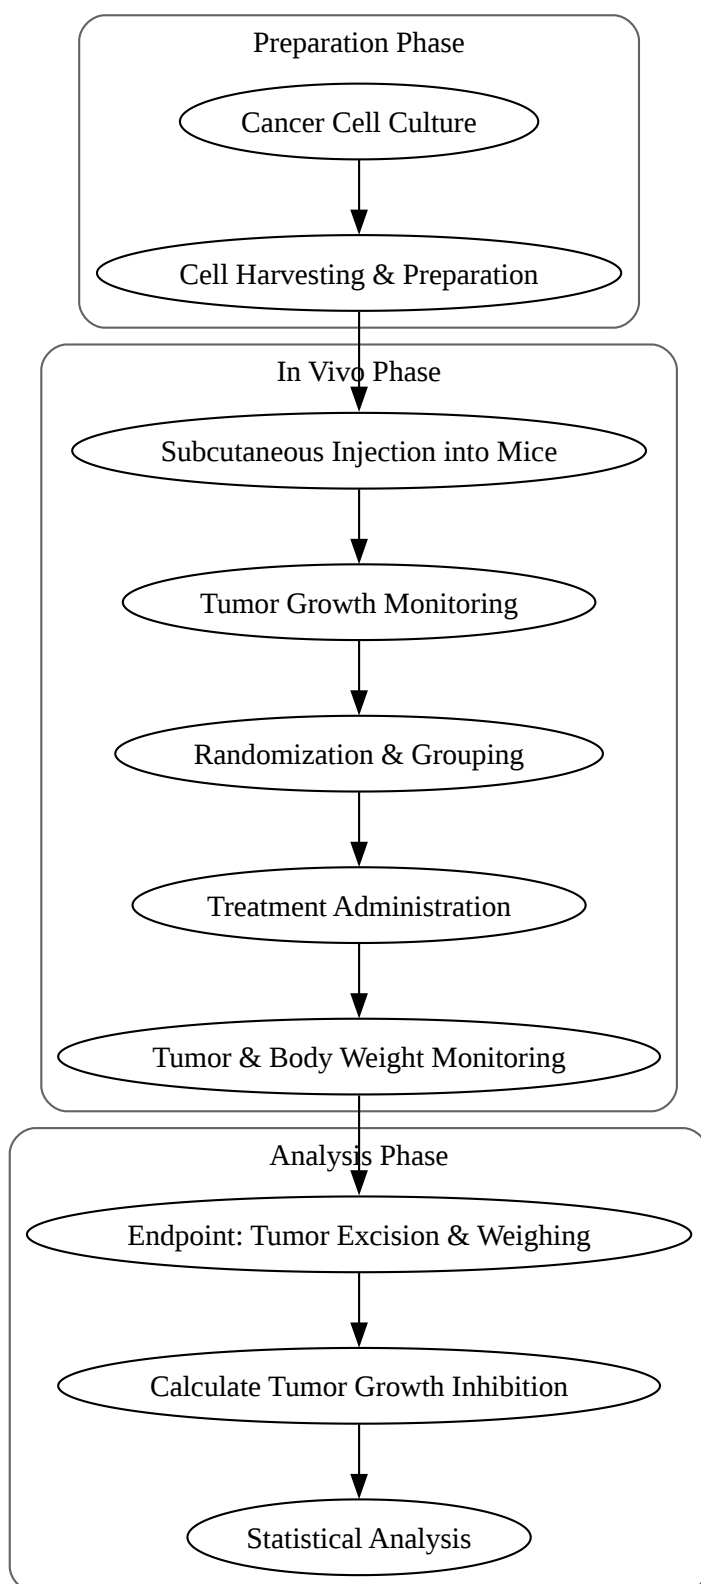 Preparation Phase
Cancer Cell Culture
Cell Harvesting & Preparation
In Vivo Phase
Subcutaneous Injection into Mice
Tumor Growth Monitoring
Randomization & Grouping
Treatment Administration
Tumor & Body Weight Monitoring
Analysis Phase
Endpoint: Tumor Excision & Weighing
Calculate Tumor Growth Inhibition
Statistical Analysis